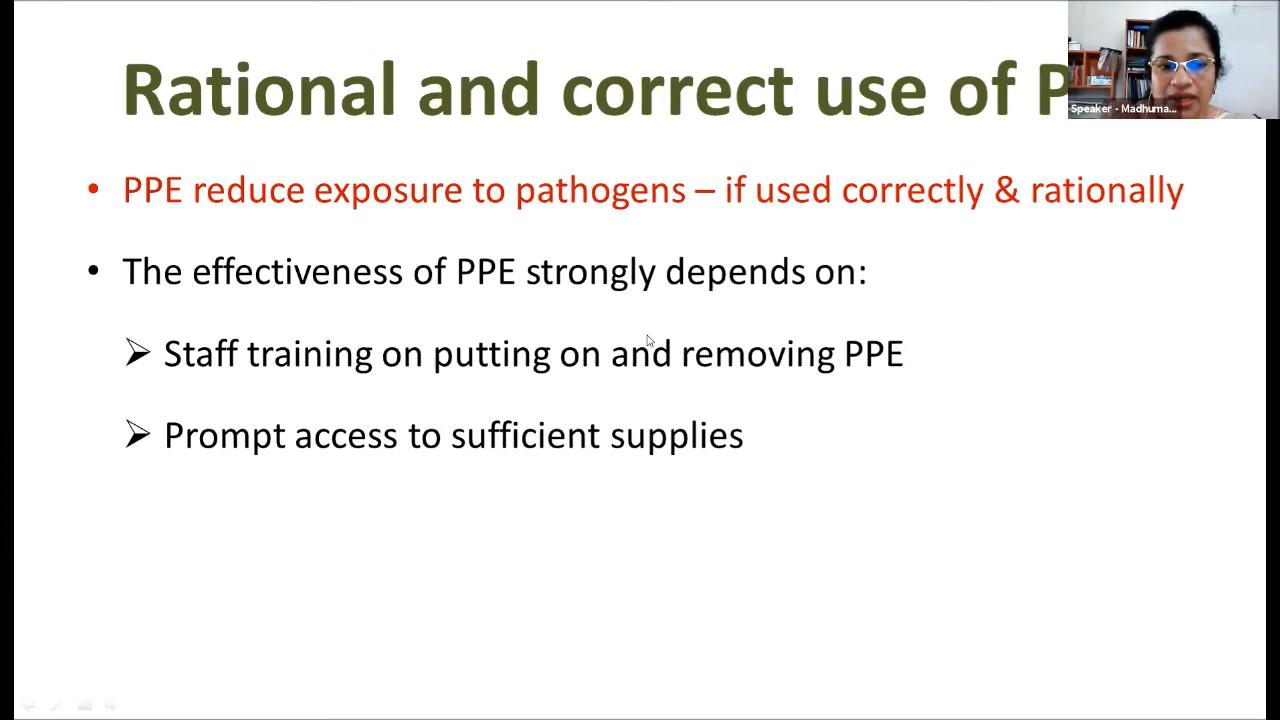 Rational and correct use of P
Speaker - Madhuma...
• PPE reduce exposure to pathogens – if used correctly & rationally
• The effectiveness of PPE strongly depends on:
➢ Staff training on putting on and removing PPE
➢ Prompt access to sufficient supplies